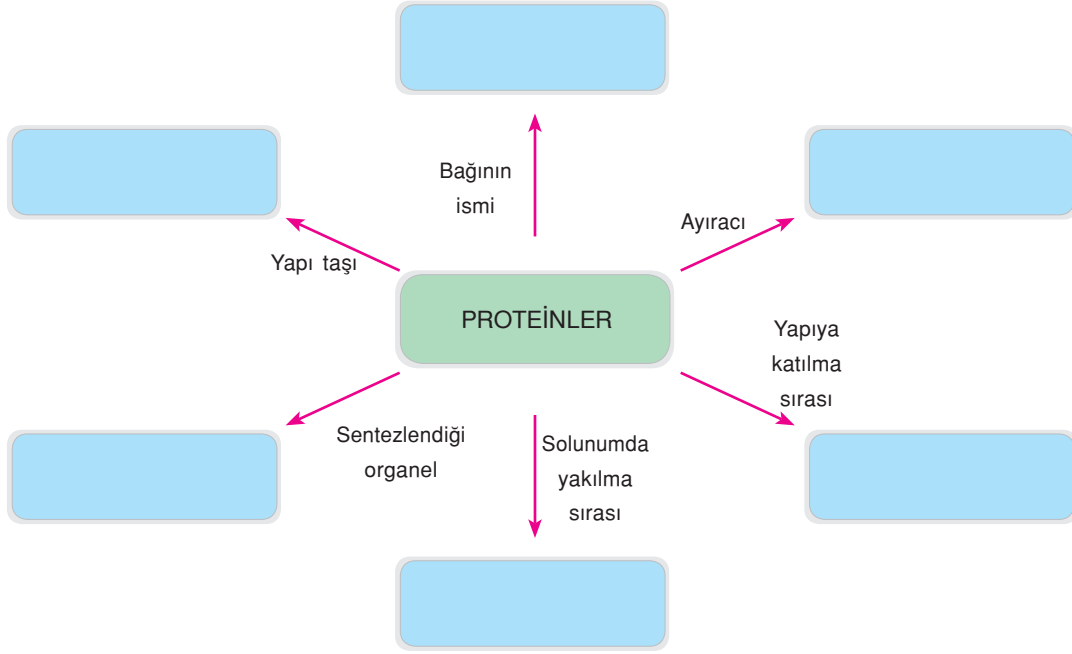 Bağının
ismi
Ayıracı
Yapı taşı
PROTEİNLER
Yapıya
katılma
sırası
Sentezlendiği
organel
Solunumda
yakılma
sırası